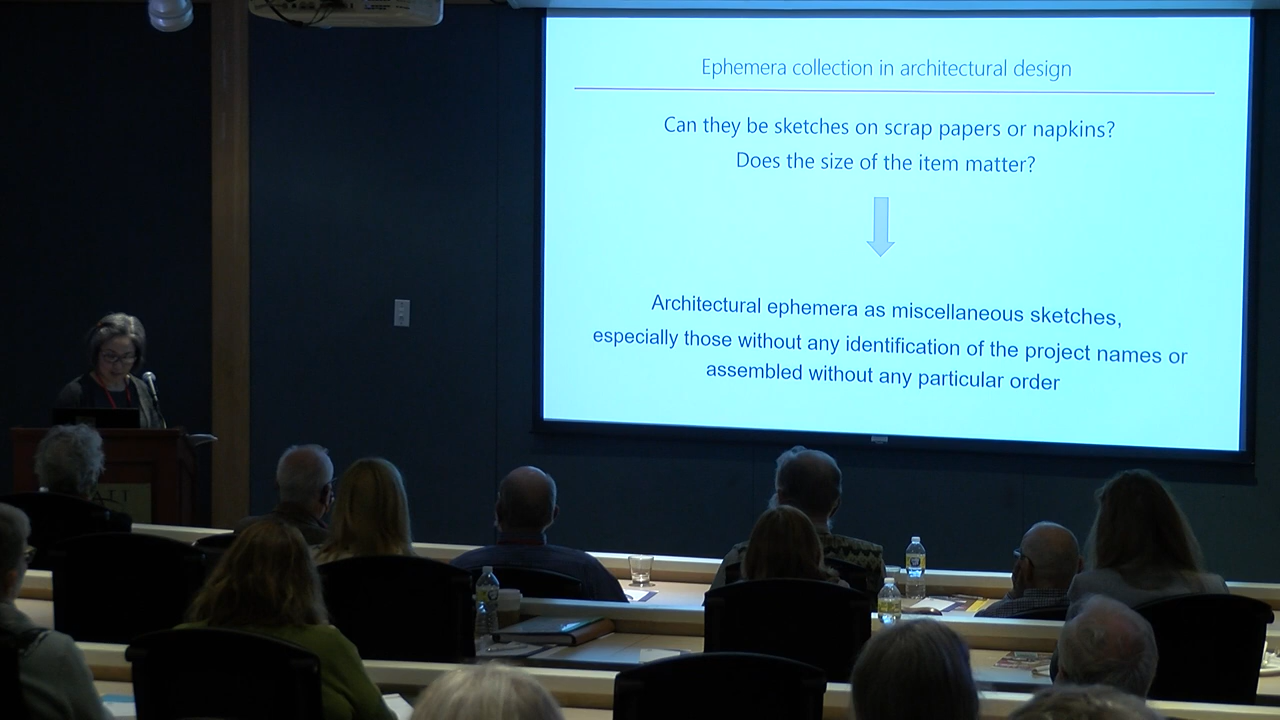 Ephemera collection in architectural design
Can they be sketches on scrap papers or napkins?
Does the size of the item matter?
Architectural ephemera as miscellaneous sketches,
especially those without any identification of the project names or
assembled without any particular order